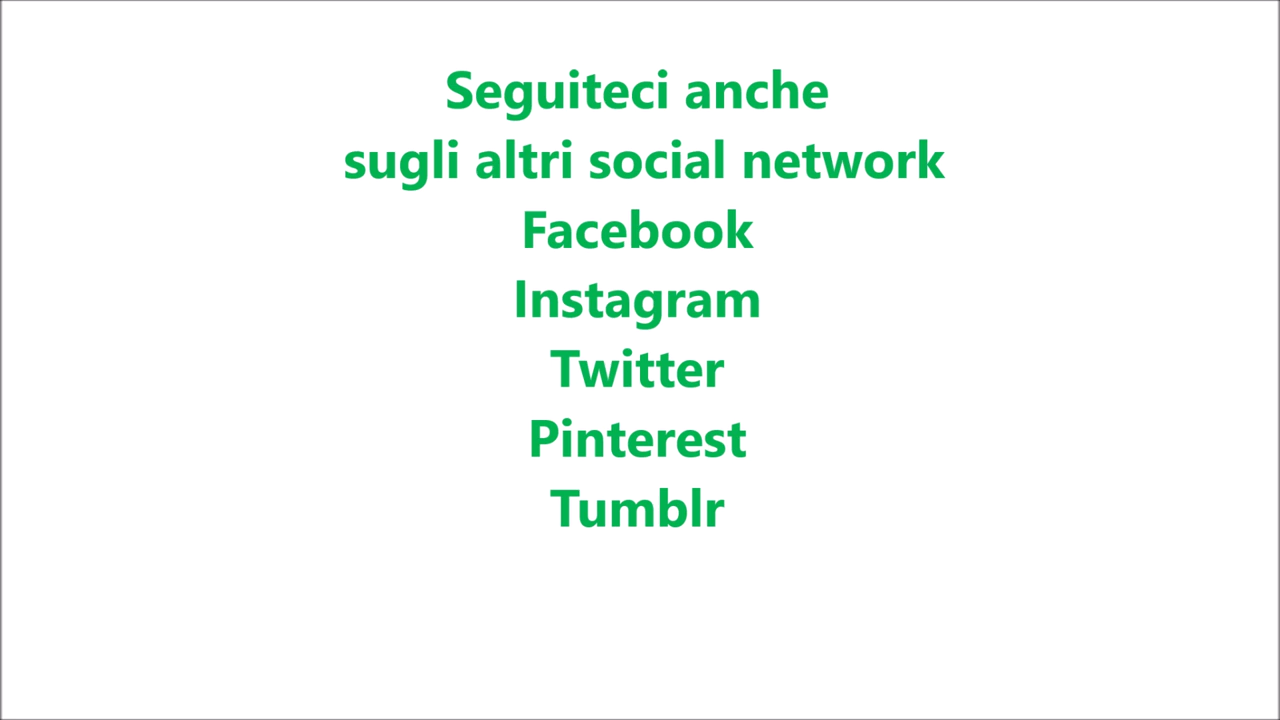 Seguiteci anche
sugli altri social network
Facebook
Instagram
Twitter
Pinterest
Tumblr